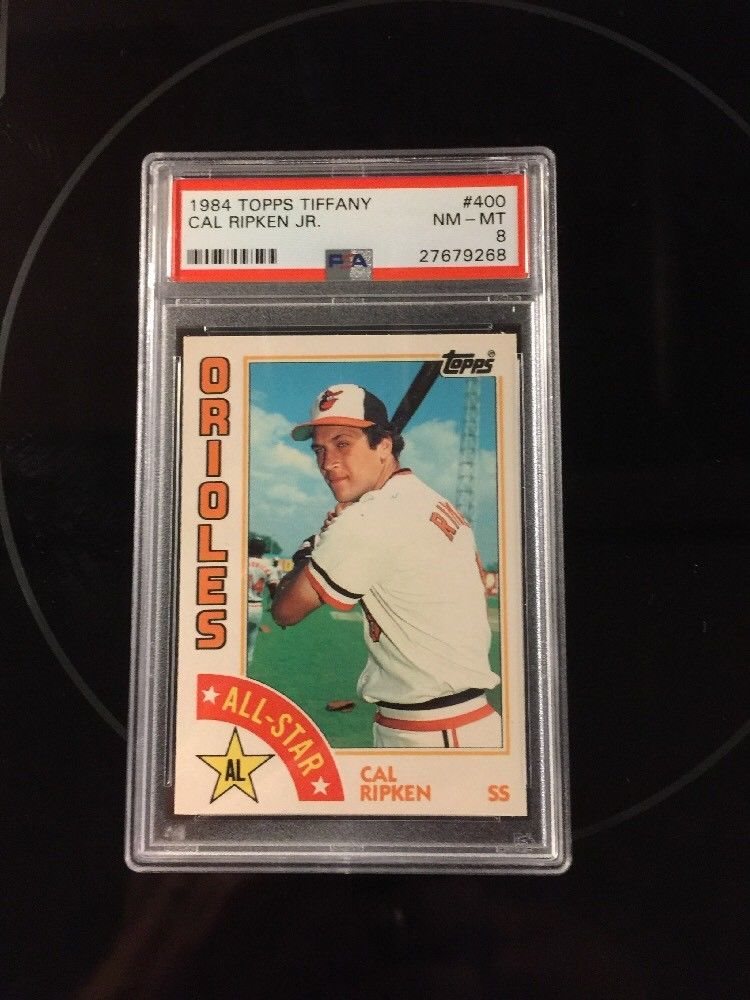 1984 TOPPS TIFFANY #400
CAL RIPKEN JR. NM – MT
8
PSA 27679268
Topps
ORIOLES
ALL-STAR
AL
CAL
RIPKEN SS